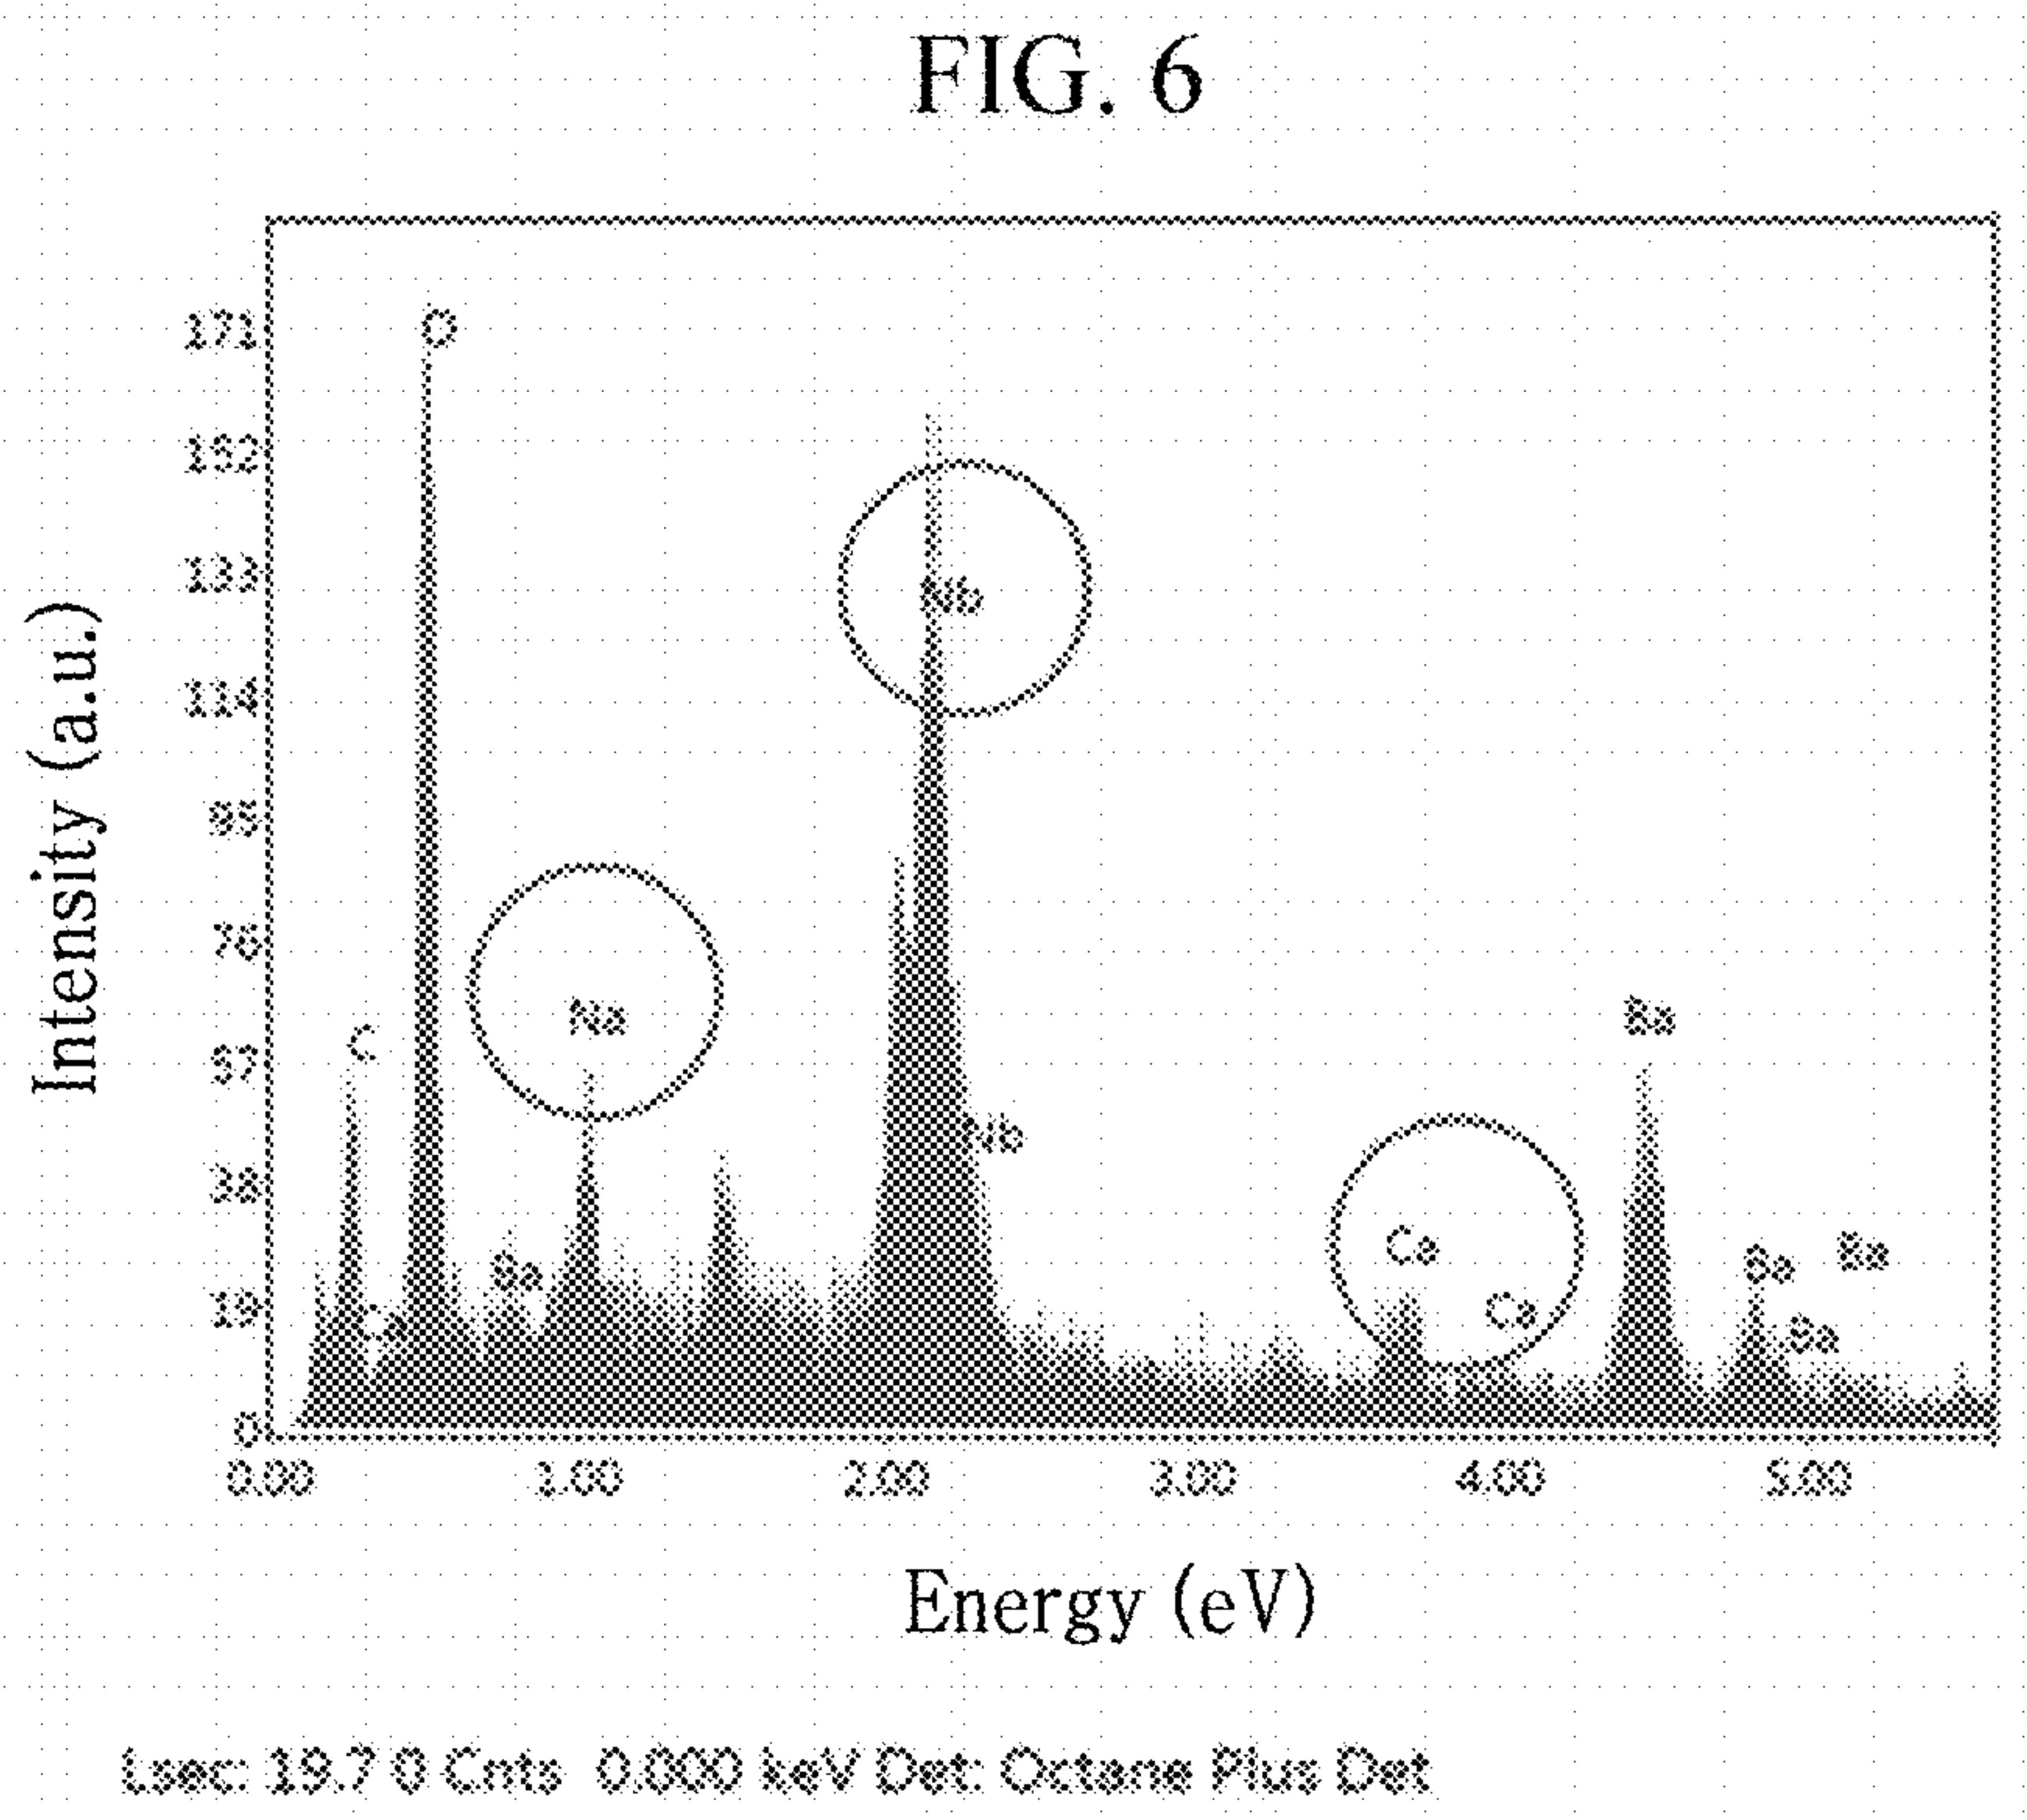 FIG. 6
Intensity (a.u.)
171
152
133
114
95
76
57
38
19
0
O
Nb
Na
C
Nb
Ba
Ca
Ca
Ca
Ba
Ba
Ba
Ba
0.00 1.00 2.00 3.00 4.00 5.00
Energy (eV)
Lsec: 19.7 0 Cnts 0.000 keV Det: Octane Plus Det